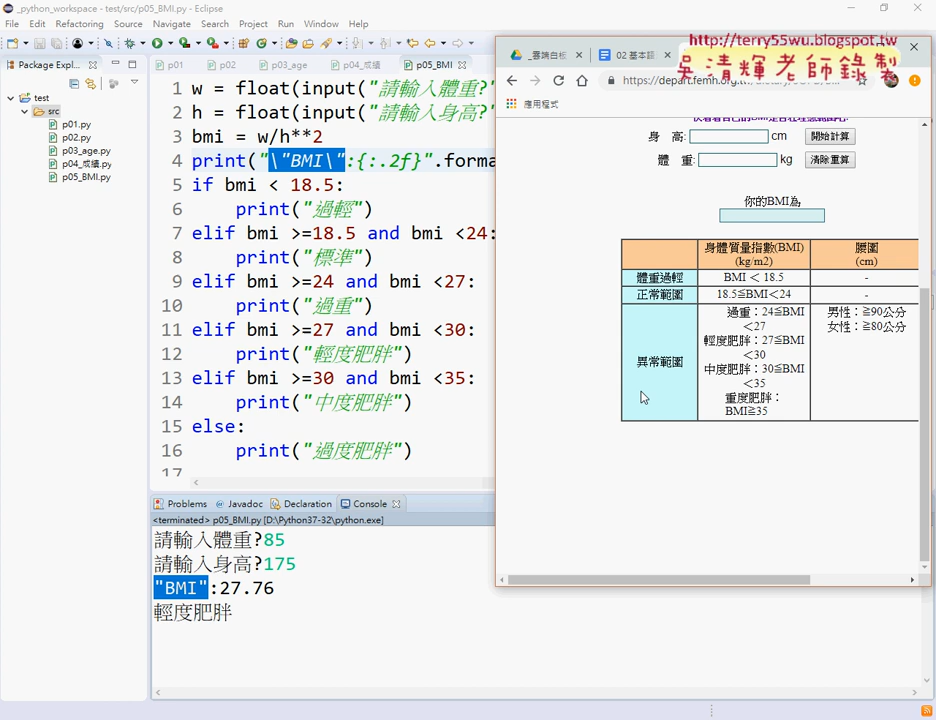 _python_workspace - test/src/p05_BMI.py - Eclipse
File Edit Refactoring Source Navigate Search Project Run Window Help
Package Expl...
test
src
p01.py
p02.py
p03_age.py
p04_成績.py
p05_BMI.py
p01 p02 p03_age p04_成績 p05_BMI
1 w = float(input("請輸入體重?"
2 h = float(input("請輸入身高?"
3 bmi = w/h**2
4 print("\"BMI\":{:.2f}".forma
5 if bmi < 18.5:
6 print("過輕")
7 elif bmi >=18.5 and bmi <24:
8 print("標準")
9 elif bmi >=24 and bmi <27:
10 print("過重")
11 elif bmi >=27 and bmi <30:
12 print("輕度肥胖")
13 elif bmi >=30 and bmi <35:
14 print("中度肥胖")
15 else:
16 print("過度肥胖")
17
Problems Javadoc Declaration Console
<terminated> p05_BMI.py [D:\Python37-32\python.exe]
請輸入體重?85
請輸入身高?175
"BMI":27.76
輕度肥胖
http://terry55wu.blogspot.tw
吳清輝老師錄製
_雲端白板
02 基本語
應用程式
身 高: cm 開始計算
體 重: kg 清除重算
你的BMI為
身體質量指數(BMI) (kg/m2) 腰圍 (cm)
體重過輕 BMI < 18.5 -
正常範圍 18.5≦BMI<24 -
異常範圍
過重：24≦BMI
<27
輕度肥胖：27≦BMI
<30
中度肥胖：30≦BMI
<35
重度肥胖：
BMI≧35
男性：≧90公分
女性：≧80公分